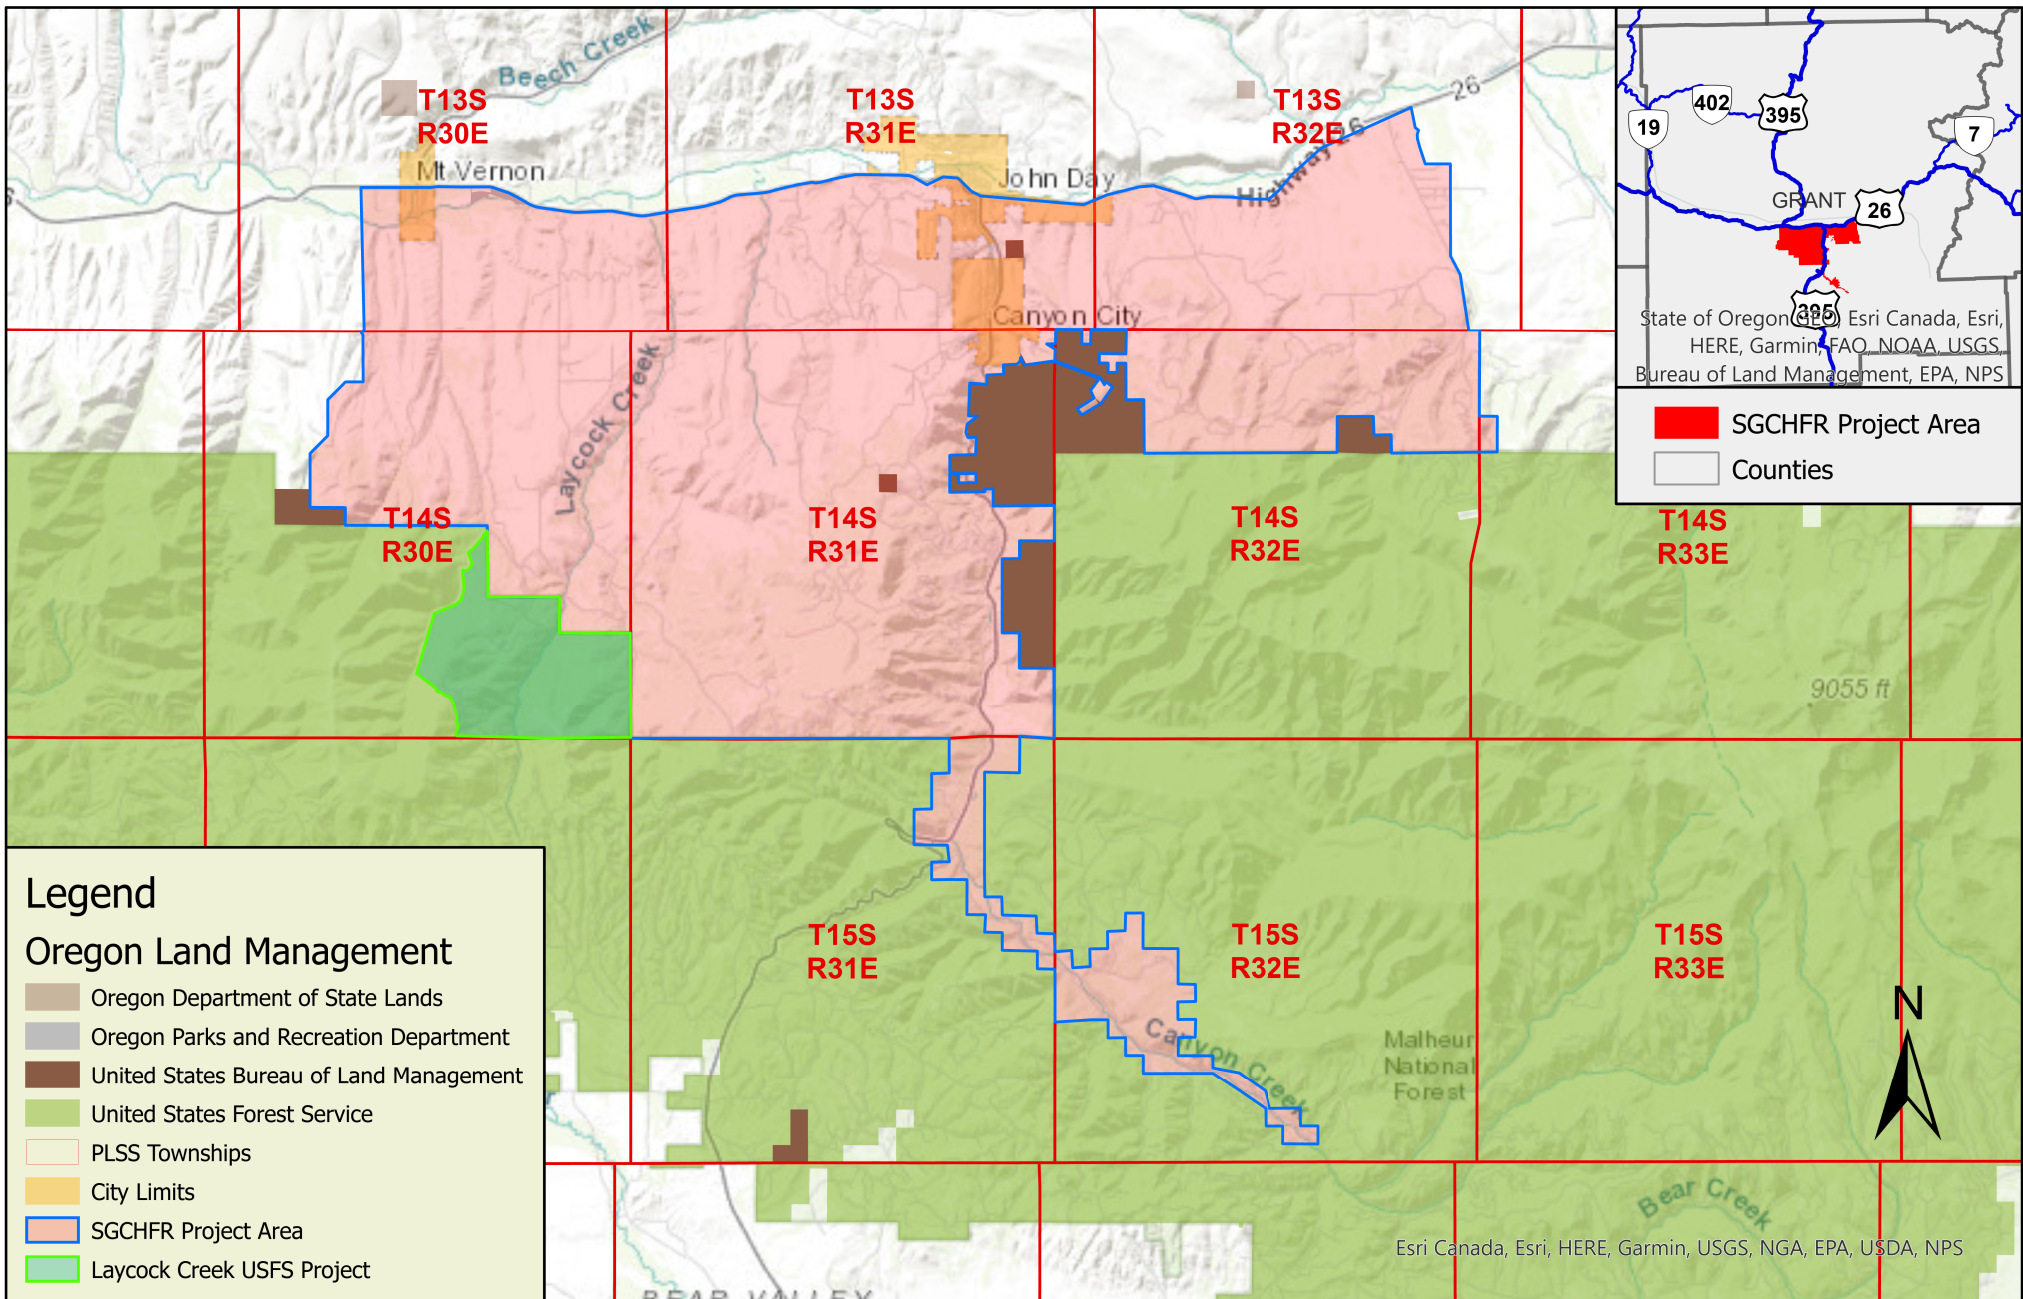 Beech Creek
T13S
R30E
T13S
R31E
T13S
R32E
26
Highway 26
Mt Vernon
John Day
Canyon City
Laycock Creek
T14S
R30E
T14S
R31E
T14S
R32E
T14S
R33E
9055 ft
T15S
R31E
T15S
R32E
T15S
R33E
Canyon Creek
Malheur
National
Forest
Bear Creek
BEAR VALLEY
N
Esri Canada, Esri, HERE, Garmin, USGS, NGA, EPA, USDA, NPS
19
402
395
7
GRANT
26
395
State of Oregon GEO, Esri Canada, Esri,
HERE, Garmin, FAO, NOAA, USGS,
Bureau of Land Management, EPA, NPS
SGCHFR Project Area
Counties
Legend
Oregon Land Management
Oregon Department of State Lands
Oregon Parks and Recreation Department
United States Bureau of Land Management
United States Forest Service
PLSS Townships
City Limits
SGCHFR Project Area
Laycock Creek USFS Project